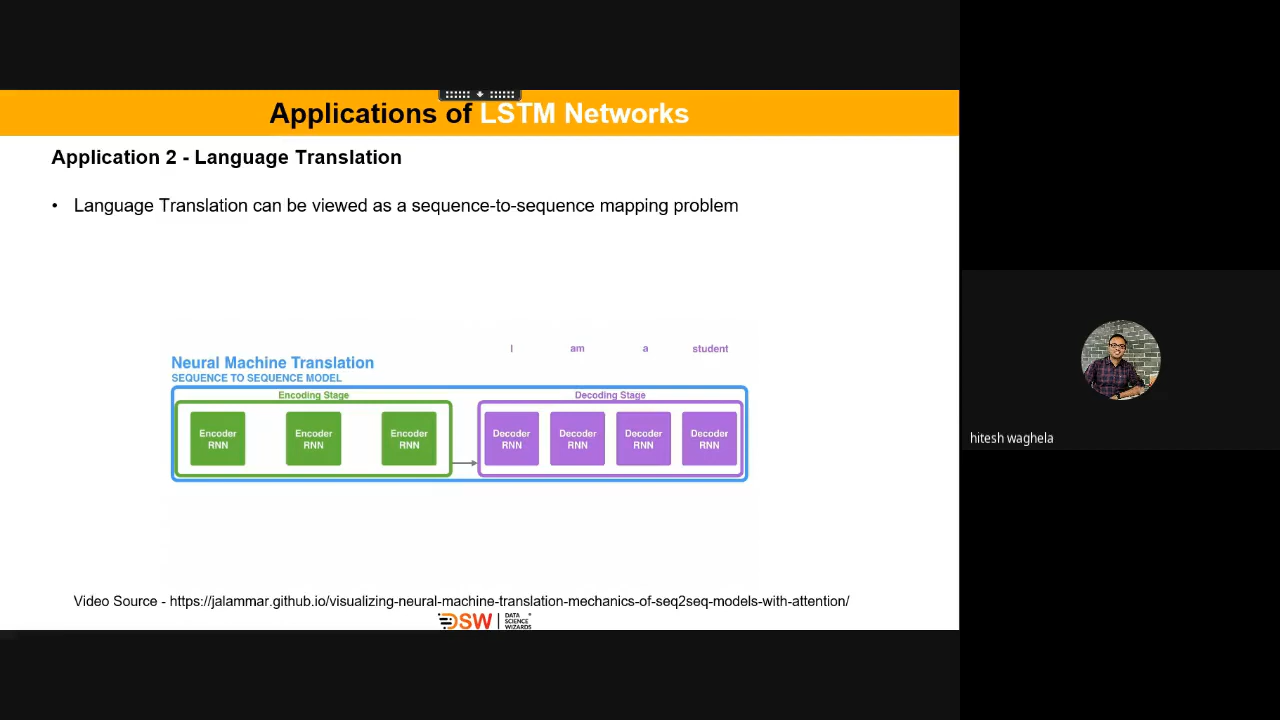 Applications of LSTM Networks
Application 2 - Language Translation
• Language Translation can be viewed as a sequence-to-sequence mapping problem
I am a student
Neural Machine Translation
SEQUENCE TO SEQUENCE MODEL
Encoding Stage
Decoding Stage
Encoder
RNN
Encoder
RNN
Encoder
RNN
Decoder
RNN
Decoder
RNN
Decoder
RNN
Decoder
RNN
Video Source - https://jalammar.github.io/visualizing-neural-machine-translation-mechanics-of-seq2seq-models-with-attention/
DSW
DATA
SCIENCE
WIZARDS
hitesh waghela